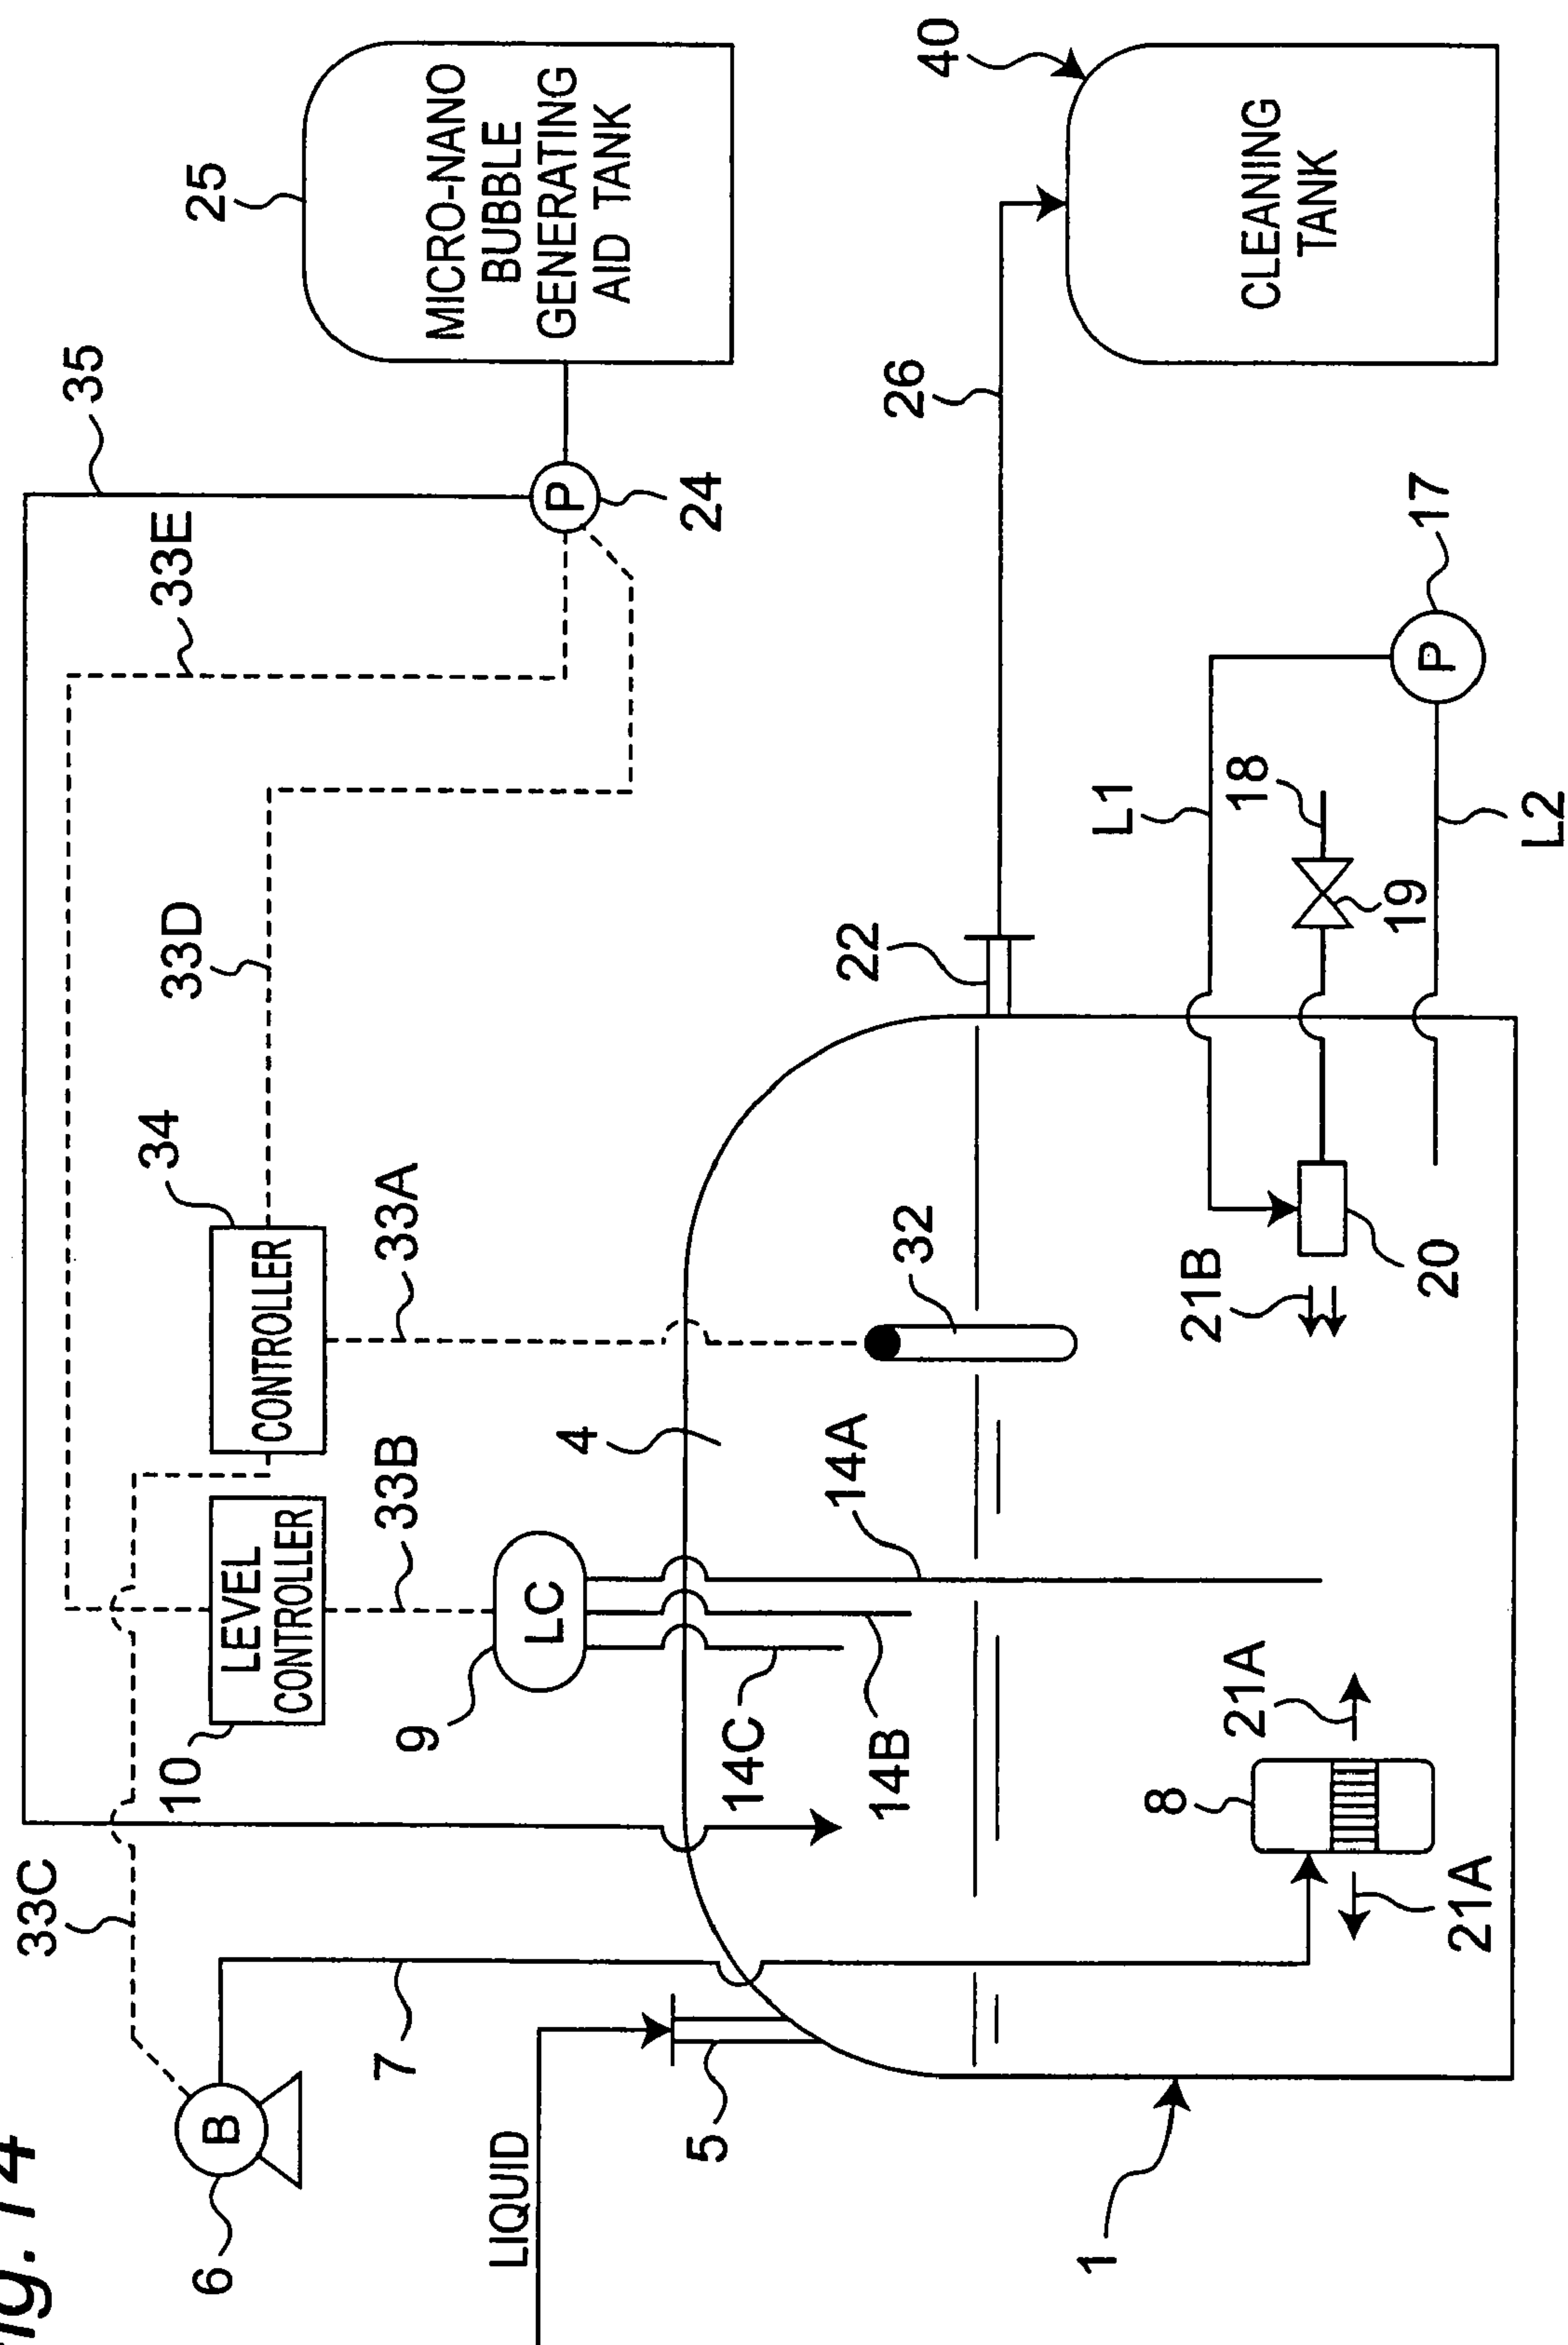 Fig. 14
33C
33E
35
10
34
33D
25
6
7
33B
33A
MICRO-NANO
BUBBLE
GENERATING
AID TANK
B
LEVEL
CONTROLLER
CONTROLLER
P
24
9
LC
LIQUID
5
4
14C
14B
14A
32
22
26
40
1
CLEANING
TANK
8
21A
21A
21B
20
L1
18
19
L2
P
17